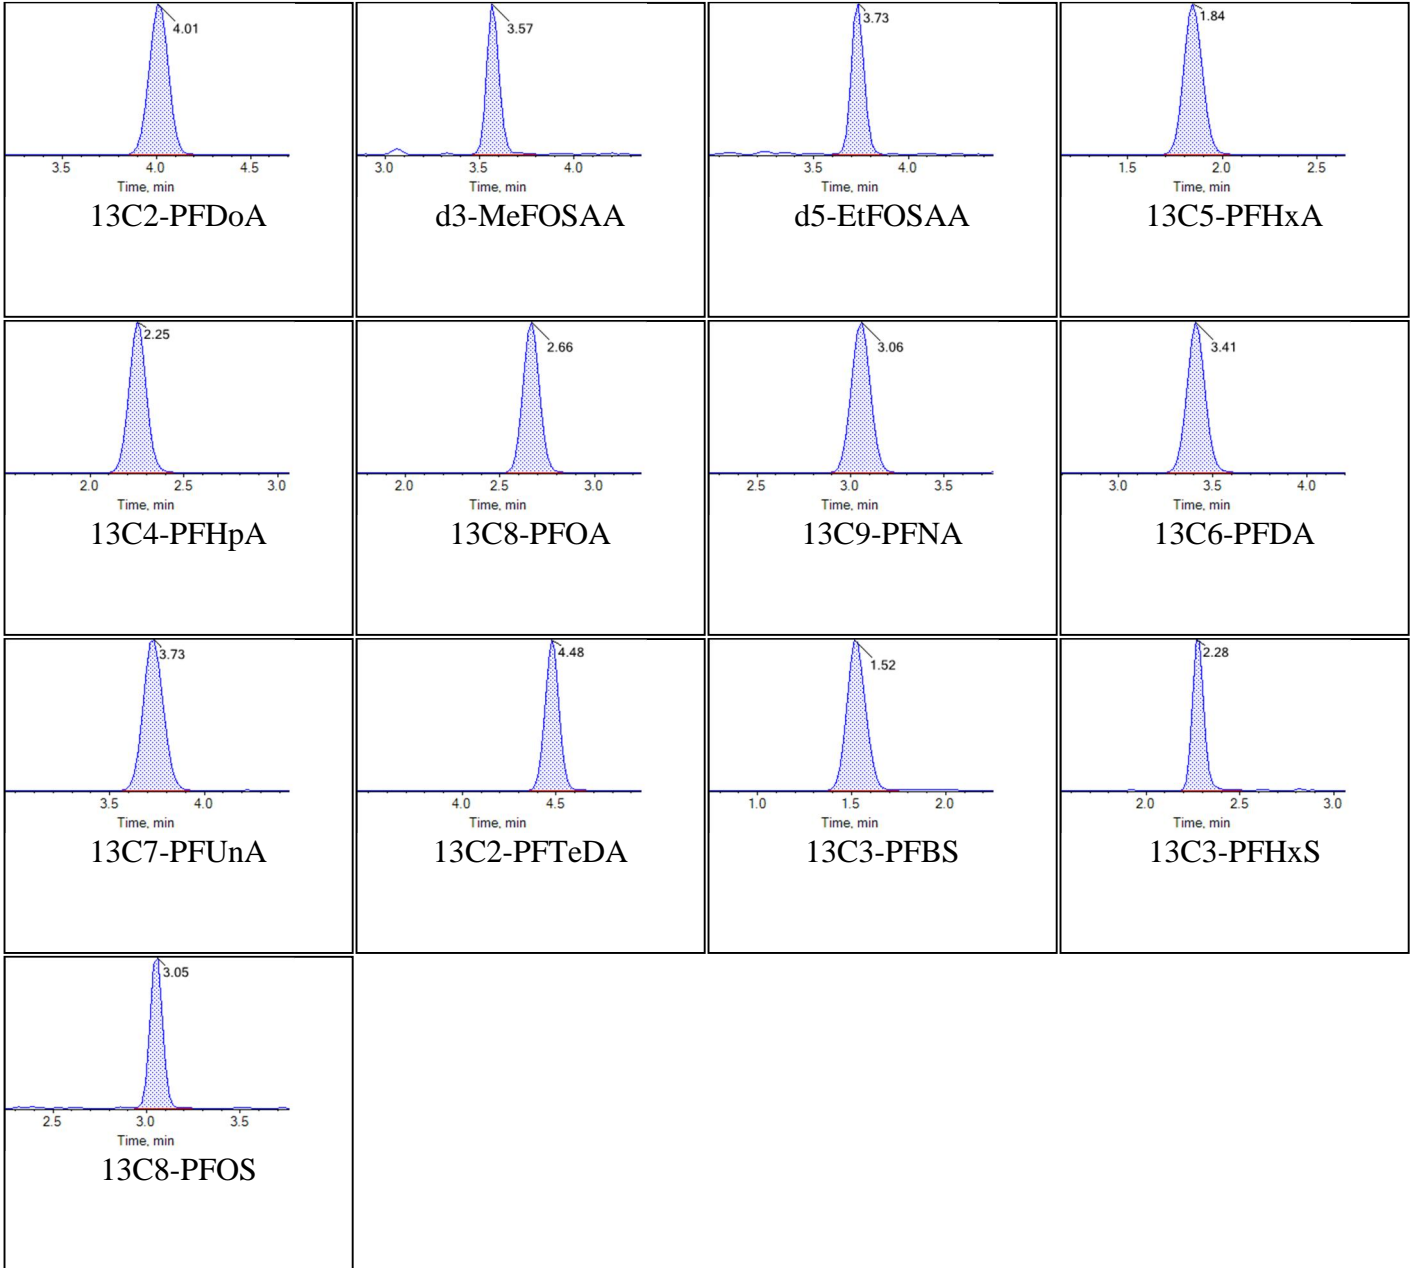 4.01
3.5 4.0 4.5
Time, min
13C2-PFDoA
3.57
3.0 3.5 4.0
Time, min
d3-MeFOSAA
3.73
3.5 4.0
Time, min
d5-EtFOSAA
1.84
1.5 2.0 2.5
Time, min
13C5-PFHxA
2.25
2.0 2.5 3.0
Time, min
13C4-PFHpA
2.66
2.0 2.5 3.0
Time, min
13C8-PFOA
3.06
2.5 3.0 3.5
Time, min
13C9-PFNA
3.41
3.0 3.5 4.0
Time, min
13C6-PFDA
3.73
3.5 4.0
Time, min
13C7-PFUnA
4.48
4.0 4.5
Time, min
13C2-PFTeDA
1.52
1.0 1.5 2.0
Time, min
13C3-PFBS
2.28
2.0 2.5 3.0
Time, min
13C3-PFHxS
3.05
2.5 3.0 3.5
Time, min
13C8-PFOS